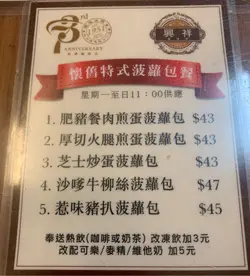 73rd
1951
ANNIVERSARY
興祥
懷舊特式菠蘿包餐
星期一至日11：00供應
1. 肥豬餐肉煎蛋菠蘿包 $43
2. 厚切火腿煎蛋菠蘿包 $43
3. 芝士炒蛋菠蘿包 $43
4. 沙嗲牛柳絲菠蘿包 $47
5. 惹味豬扒菠蘿包 $45
奉送熱飲(咖啡或奶茶) 改凍飲加3元
改配可樂/麥精/維他奶 加5元